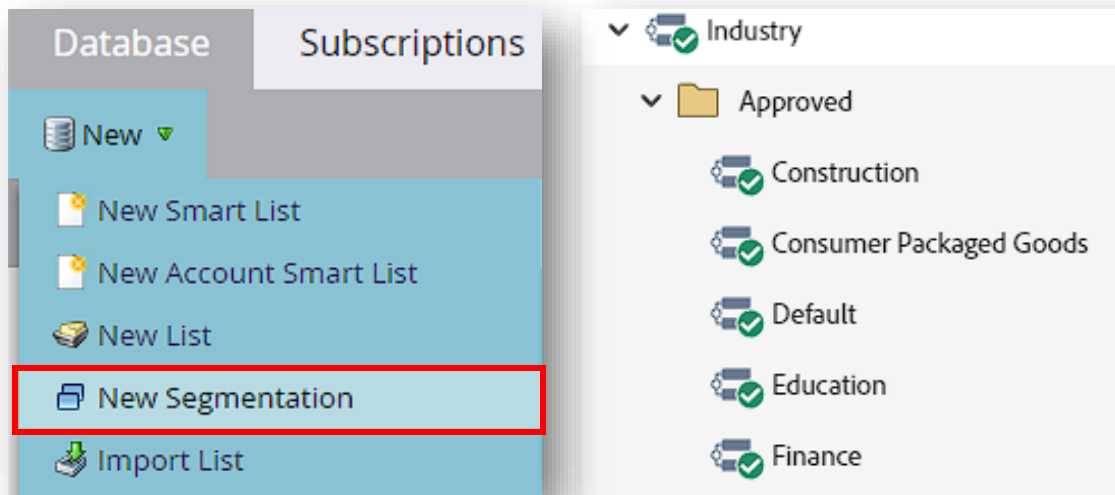 Database
Subscriptions
New
New Smart List
New Account Smart List
New List
New Segmentation
Import List
Industry
Approved
Construction
Consumer Packaged Goods
Default
Education
Finance